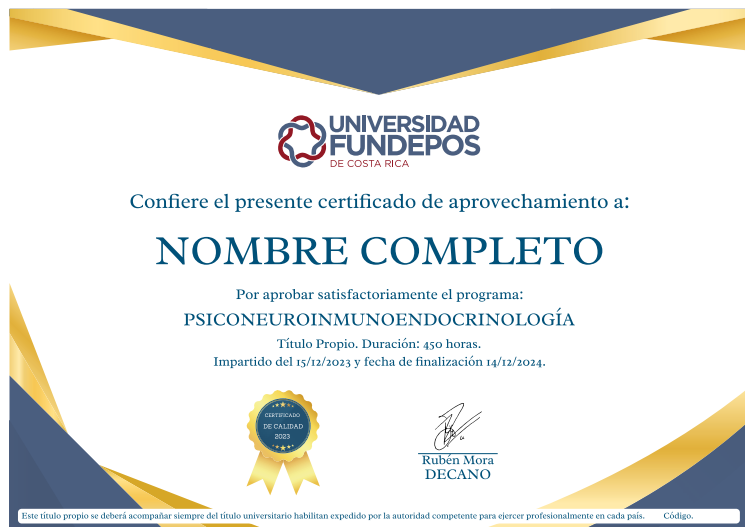 UNIVERSIDAD
FUNDEPOS
DE COSTA RICA
Confiere el presente certificado de aprovechamiento a:
NOMBRE COMPLETO
Por aprobar satisfactoriamente el programa:
PSICONEUROINMUNOENDOCRINOLOGÍA
Título Propio. Duración: 450 horas.
Impartido del 15/12/2023 y fecha de finalización 14/12/2024.
CERTIFICADO
DE CALIDAD
2023
Rubén Mora
DECANO
Este título propio se deberá acompañar siempre del título universitario habilitan expedido por la autoridad competente para ejercer profesionalmente en cada país. Código.